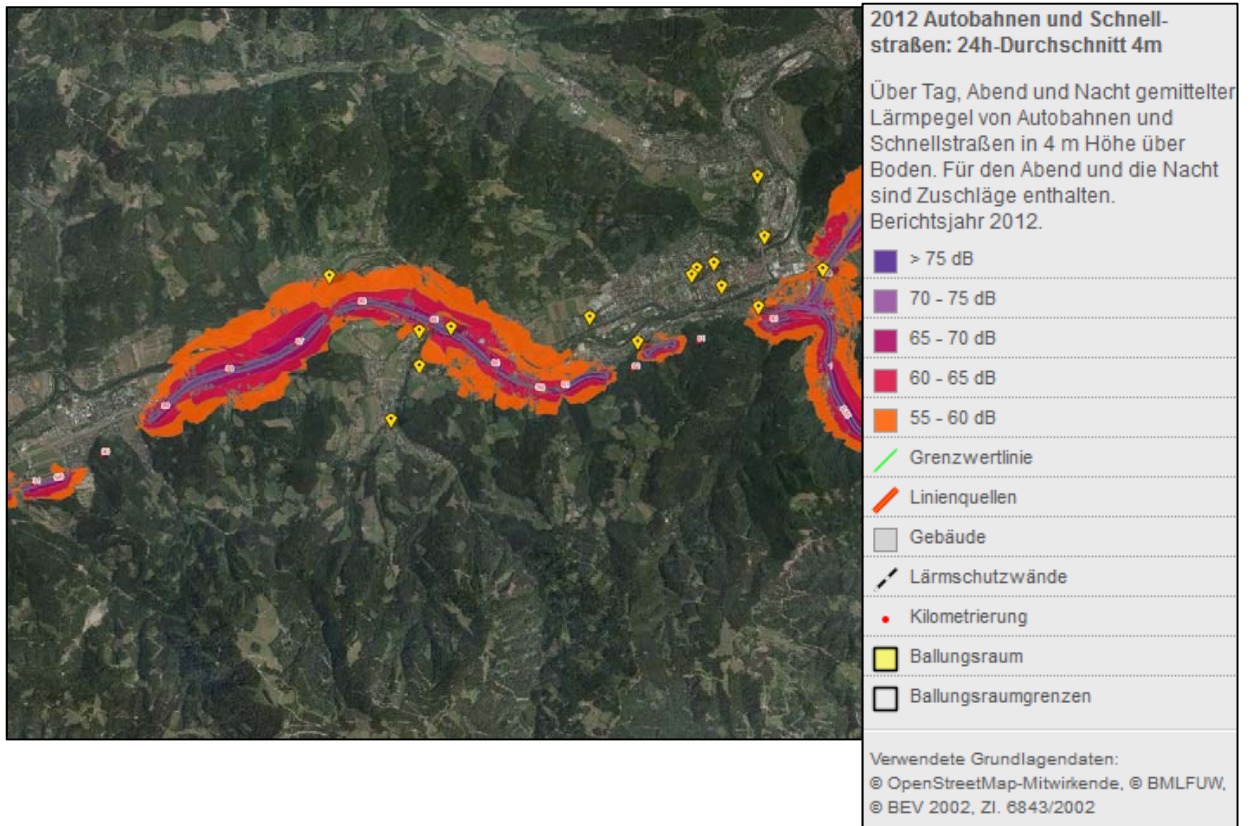 2012 Autobahnen und Schnell-
straßen: 24h-Durchschnitt 4m
Über Tag, Abend und Nacht gemittelter
Lärmpegel von Autobahnen und
Schnellstraßen in 4 m Höhe über
Boden. Für den Abend und die Nacht
sind Zuschläge enthalten.
Berichtsjahr 2012.
> 75 dB
70 - 75 dB
65 - 70 dB
60 - 65 dB
55 - 60 dB
Grenzwertlinie
Linienquellen
Gebäude
Lärmschutzwände
Kilometrierung
Ballungsraum
Ballungsraumgrenzen
Verwendete Grundlagendaten:
© OpenStreetMap-Mitwirkende, © BMLFUW,
© BEV 2002, Zl. 6843/2002